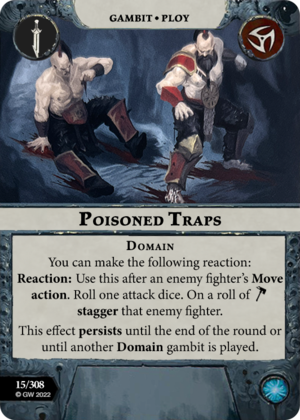 GAMBIT • PLOY
POISONED TRAPS
DOMAIN
You can make the following reaction:
Reaction: Use this after an enemy fighter's Move
action. Roll one attack dice. On a roll of
stagger that enemy fighter.
This effect persists until the end of the round or
until another Domain gambit is played.
15/308
© GW 2022